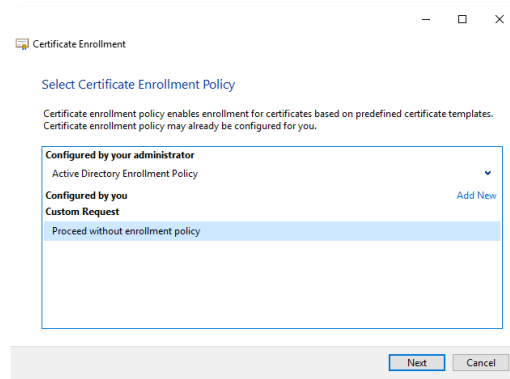 Certificate Enrollment
Select Certificate Enrollment Policy
Certificate enrollment policy enables enrollment for certificates based on predefined certificate templates.
Certificate enrollment policy may already be configured for you.
Configured by your administrator
Active Directory Enrollment Policy
Configured by you Add New
Custom Request
Proceed without enrollment policy
Next Cancel